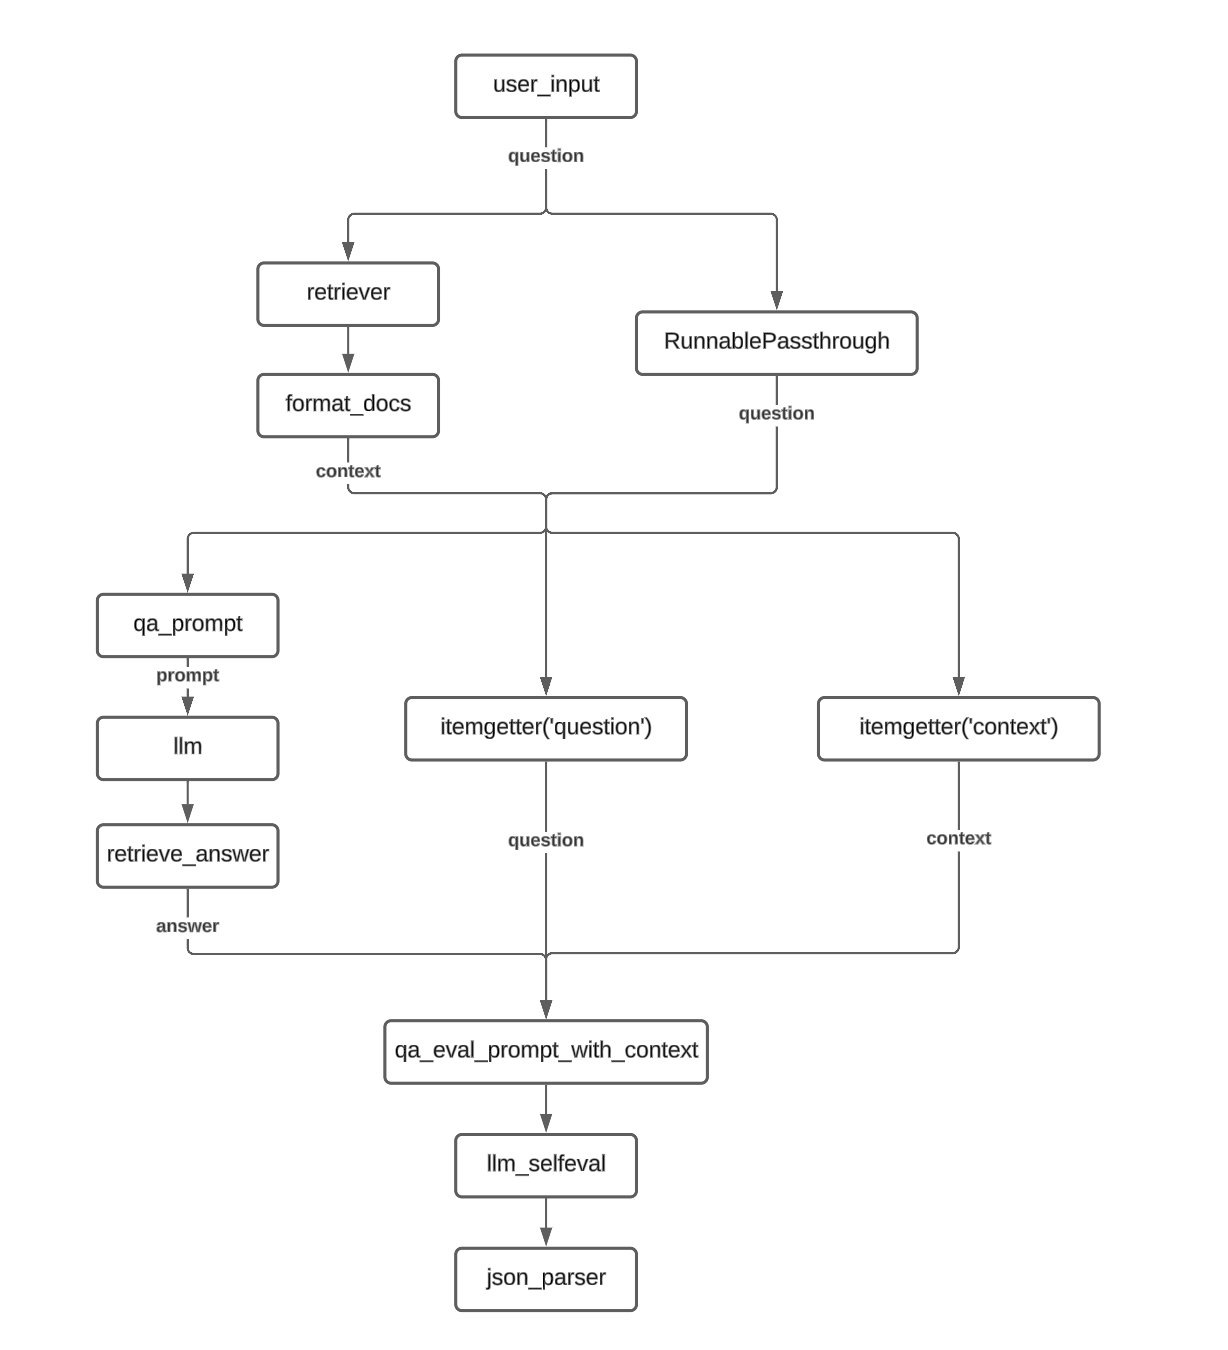 user_input
question
retriever
RunnablePassthrough
format_docs
question
context
qa_prompt
prompt
llm
itemgetter('question')
itemgetter('context')
retrieve_answer
question
context
answer
qa_eval_prompt_with_context
llm_selfeval
json_parser